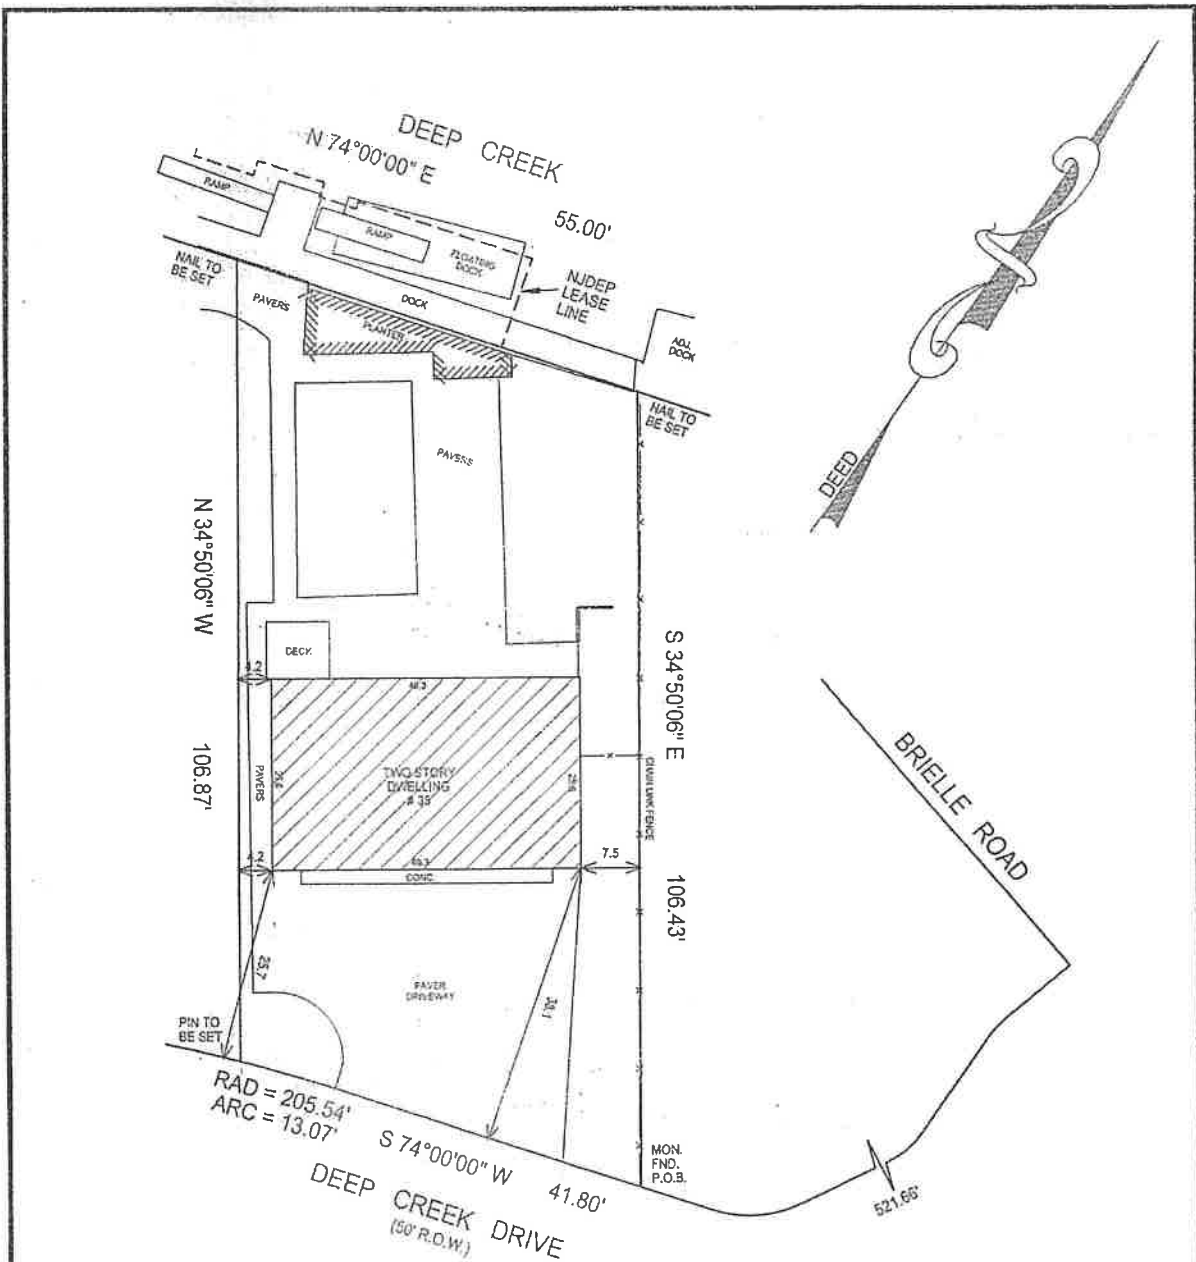 DEEP CREEK
N 74°00'00" E
55.00'
RAMP
RAMP
FLOATING
DOCK
NJDEP
LEASE
LINE
NAIL TO
BE SET
PAVERS
DOCK
PLANTER
ADJ.
DOCK
NAIL TO
BE SET
PAVERS
DEED
N 34°50'06" W
106.87'
S 34°50'06" E
106.43'
BRIELLE ROAD
DECK
4.2
TWO STORY
DWELLING
# 35
PAVERS
CHAIN LINK FENCE
4.2
7.5
CONC.
25.7
PAVER
DRIVEWAY
PIN TO
BE SET
RAD = 205.54'
ARC = 13.07'
S 74°00'00" W
41.80'
DEEP CREEK DRIVE
(50' R.O.W.)
MON.
FND.
P.O.B.
521.66'